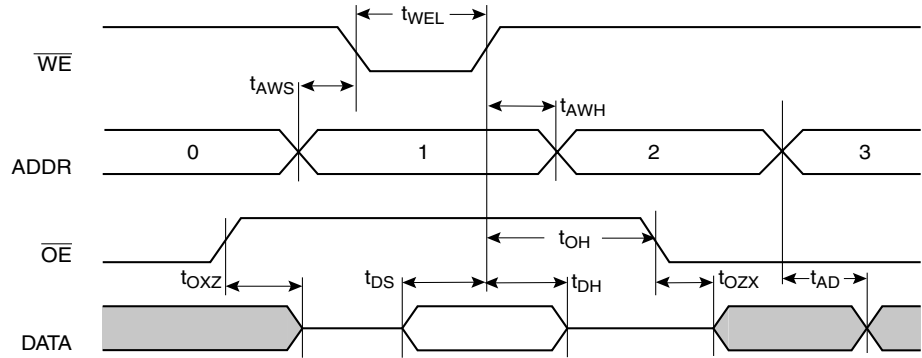 tWEL
WE
tAWS
tAWH
ADDR
0 1 2 3
OE
tOH
tOXZ
tDS
tDH
tOZX
tAD
DATA